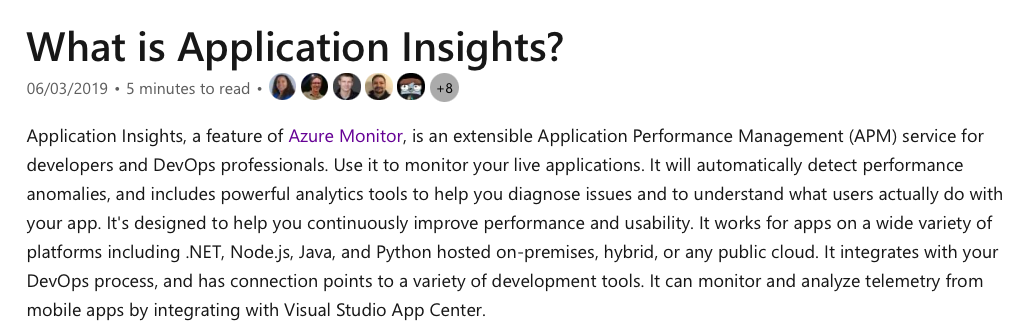 What is Application Insights?
06/03/2019 • 5 minutes to read • +8
Application Insights, a feature of Azure Monitor, is an extensible Application Performance Management (APM) service for
developers and DevOps professionals. Use it to monitor your live applications. It will automatically detect performance
anomalies, and includes powerful analytics tools to help you diagnose issues and to understand what users actually do with
your app. It's designed to help you continuously improve performance and usability. It works for apps on a wide variety of
platforms including .NET, Node.js, Java, and Python hosted on-premises, hybrid, or any public cloud. It integrates with your
DevOps process, and has connection points to a variety of development tools. It can monitor and analyze telemetry from
mobile apps by integrating with Visual Studio App Center.